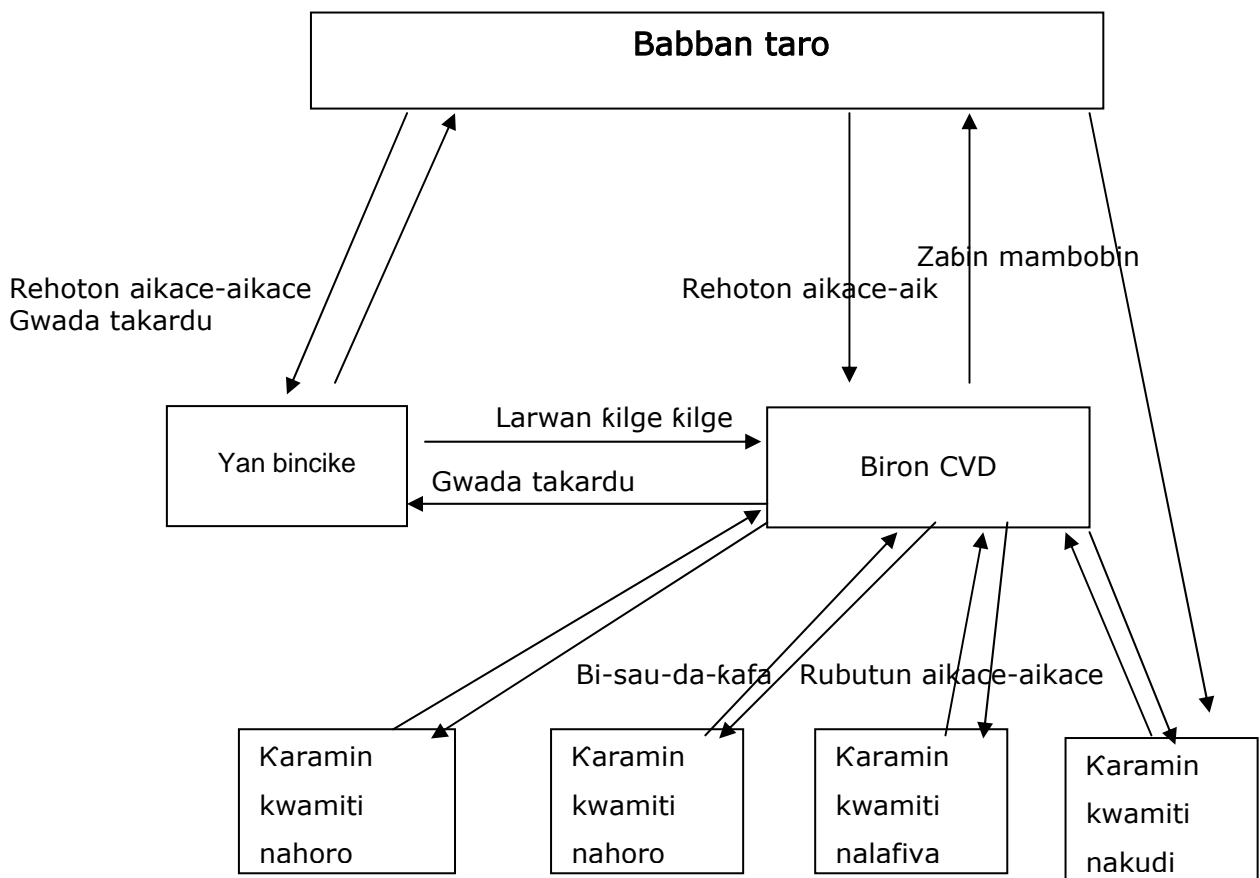 Babban taro
Zaɓin mambobin
Rehoton aikace-aikace
Gwada takardu
Rehoton aikace-aik
Larwan ƙilge ƙilge
Yan bincike
Biron CVD
Gwada takardu
Bi-sau-da-ƙafa
Rubutun aikace-aikace
Ƙaramin
kwamiti
nahoro
Ƙaramin
kwamiti
nahoro
Ƙaramin
kwamiti
nalafiva
Ƙaramin
kwamiti
nakudi